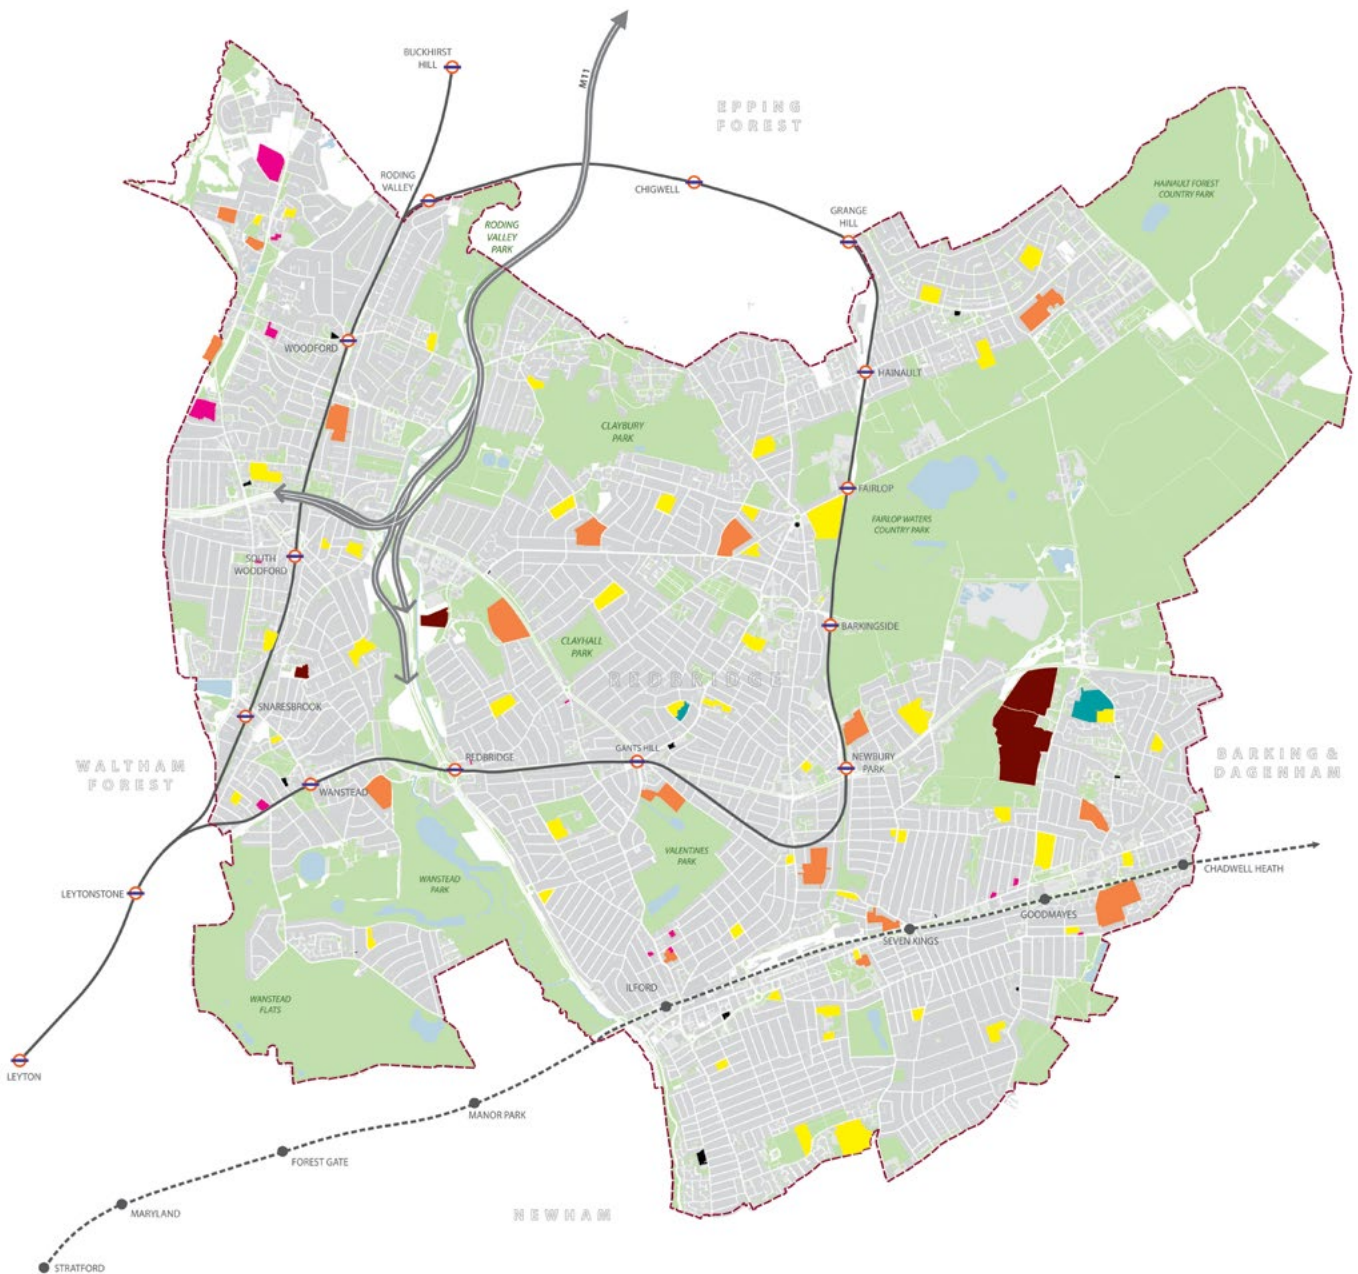 BUCKHIRST
HILL
M11
EPPING
FOREST
RODING
VALLEY
CHIGWELL
HAINAULT FOREST
COUNTRY PARK
GRANGE
HILL
RODING
VALLEY
PARK
WOODFORD
HAINAULT
CLAYBURY
PARK
FAIRLOP
FAIRLOP WATERS
COUNTRY PARK
SOUTH
WOODFORD
BARKINGSIDE
CLAYHALL
PARK
REDBRIDGE
SNARESBROOK
GANTS HILL
REDBRIDGE
NEWBURY
PARK
WALTHAM
FOREST
BARKING &
DAGENHAM
WANSTEAD
VALENTINES
PARK
WANSTEAD
PARK
CHADWELL HEATH
LEYTONSTONE
GOODMAYES
SEVEN KINGS
ILFORD
WANSTEAD
FLATS
LEYTON
MANOR PARK
FOREST GATE
MARYLAND
NEWHAM
STRATFORD